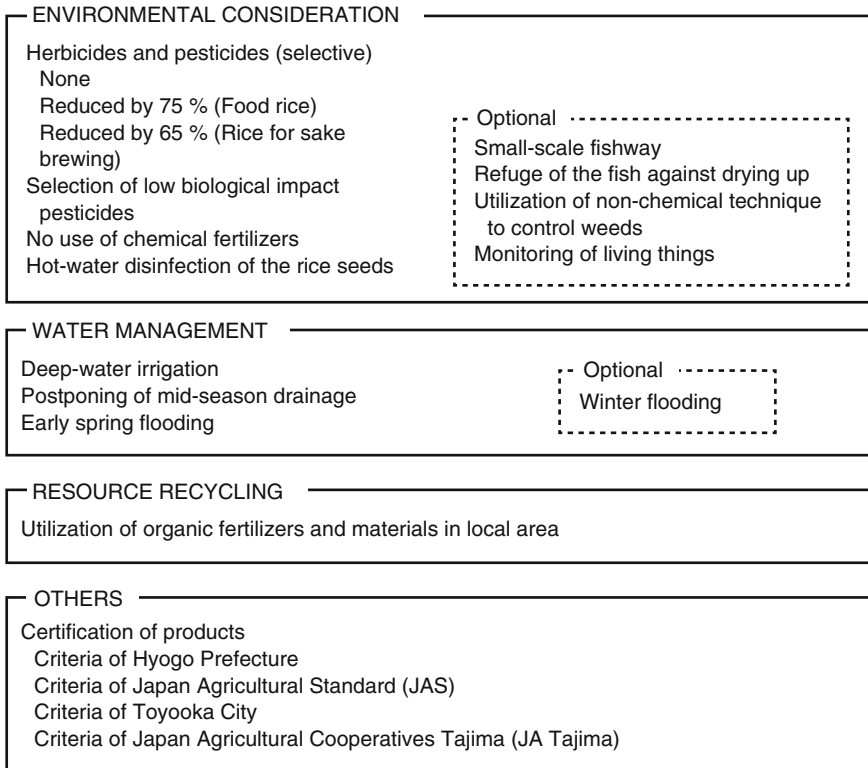 ENVIRONMENTAL CONSIDERATION
Herbicides and pesticides (selective)
None
Reduced by 75 % (Food rice)
Reduced by 65 % (Rice for sake
brewing)
Selection of low biological impact
pesticides
No use of chemical fertilizers
Hot-water disinfection of the rice seeds
Optional
Small-scale fishway
Refuge of the fish against drying up
Utilization of non-chemical technique
to control weeds
Monitoring of living things
WATER MANAGEMENT
Deep-water irrigation
Postponing of mid-season drainage
Early spring flooding
Optional
Winter flooding
RESOURCE RECYCLING
Utilization of organic fertilizers and materials in local area
OTHERS
Certification of products
Criteria of Hyogo Prefecture
Criteria of Japan Agricultural Standard (JAS)
Criteria of Toyooka City
Criteria of Japan Agricultural Cooperatives Tajima (JA Tajima)